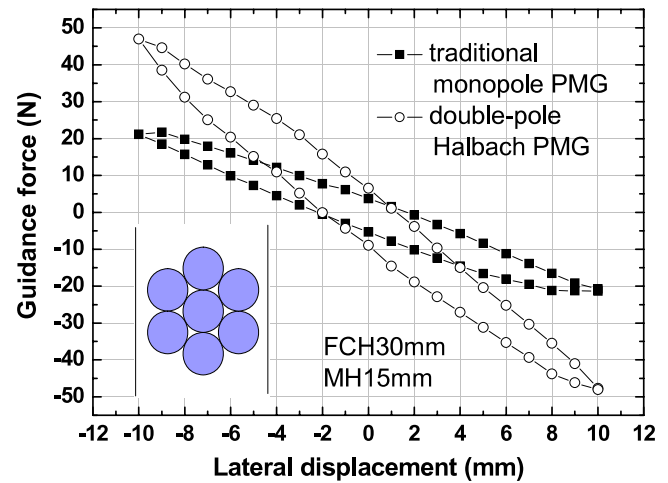 50
40
30
20
10
0
-10
-20
-30
-40
-50
Guidance force (N)
traditional
monopole PMG
double-pole
Halbach PMG
FCH30mm
MH15mm
-12 -10 -8 -6 -4 -2 0 2 4 6 8 10 12
Lateral displacement (mm)